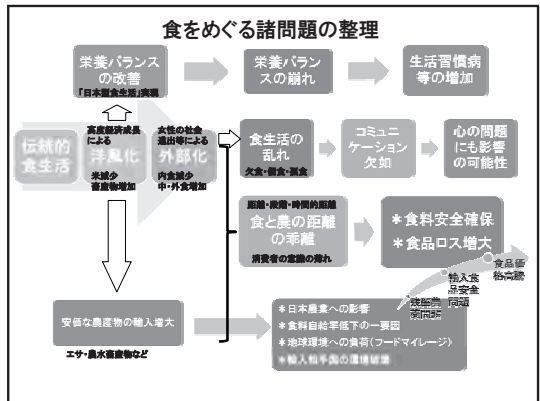 食をめぐる諸問題の整理
栄養バランス
の改善
「日本型食生活」実現
栄養バラン
スの崩れ
生活習慣病
等の増加
高度経済成長
による
女性の社会
進出等による
伝統的
食生活
洋風化
外部化
米減少
畜産物増加
内食減少
中・外食増加
食生活の
乱れ
欠食・個食・孤食
コミュニ
ケーション
欠如
心の問題
にも影響
の可能性
距離・段階・時間的距離
食と農の距離
の乖離
消費者の意識の薄れ
＊食料安全確保
＊食品ロス増大
食品価
格高騰
輸入食
品安全
問題
残留農
薬問題
安価な農産物の輸入増大
エサ・農水畜産物など
＊日本農業への影響
＊食料自給率低下の一要因
＊地球環境への負荷（フードマイレージ）
＊輸入相手国の環境破壊